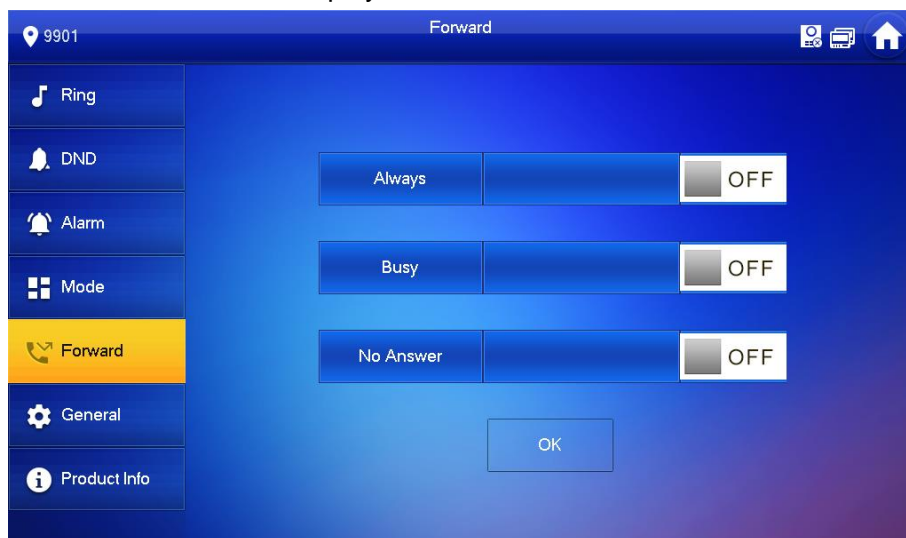 9901
Forward
Ring
DND
Alarm
Mode
Forward
General
Product Info
Always
OFF
Busy
OFF
No Answer
OFF
OK